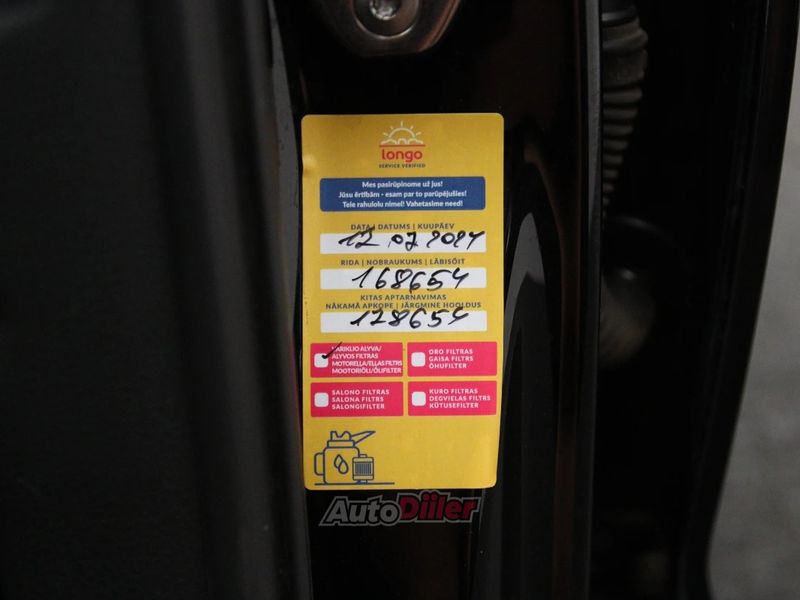 longo
SERVICE VERIFIED
Mes pasirūpinome už jus!
Jūsu ērtībām - esam par to parūpējušies!
Teie rahulolu nimel! Vahetasime need!
DATA | DATUMS | KUUPÄEV
12.07.2024
RIDA | NOBRAUKUMS | LÄBISÕIT
168654
KITAS APTARNAVIMAS
NĀKAMĀ APKOPE | JÄRGMINE HOOLDUS
178654
VARIKLIO ALYVA/
ALYVOS FILTRAS
MOTOREĻĻA/EĻĻAS FILTRS
MOOTORIÕLI/ÕLIFILTER
ORO FILTRAS
GAISA FILTRS
ÕHUFILTER
SALONO FILTRAS
SALONA FILTRS
SALONGIFILTER
KURO FILTRAS
DEGVIELAS FILTRS
KÜTUSEFILTER
AutoDiiler